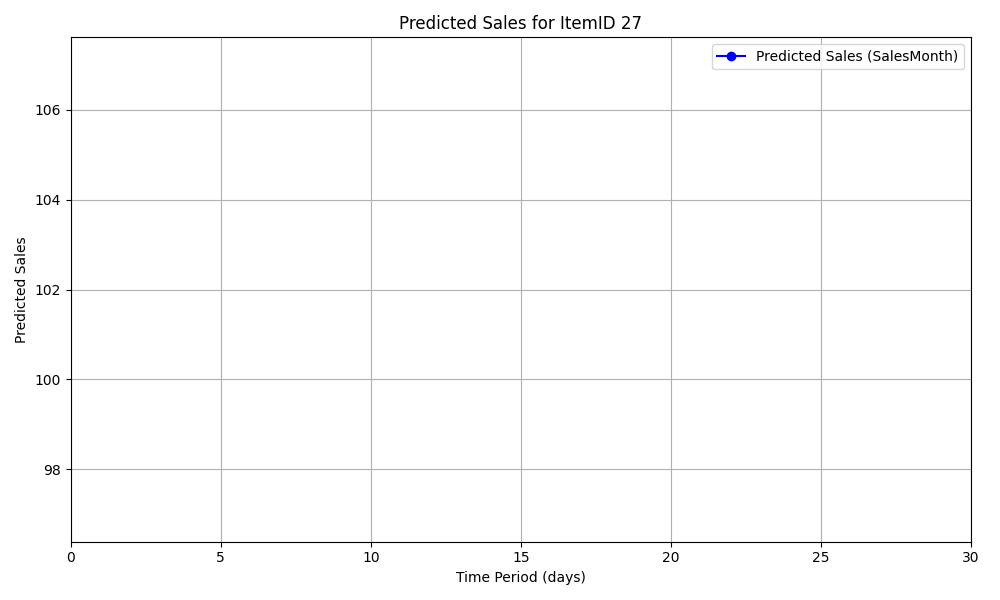 Predicted Sales for ItemID 27
Predicted Sales (SalesMonth)
106
104
102
100
98
Predicted Sales
0 5 10 15 20 25 30
Time Period (days)